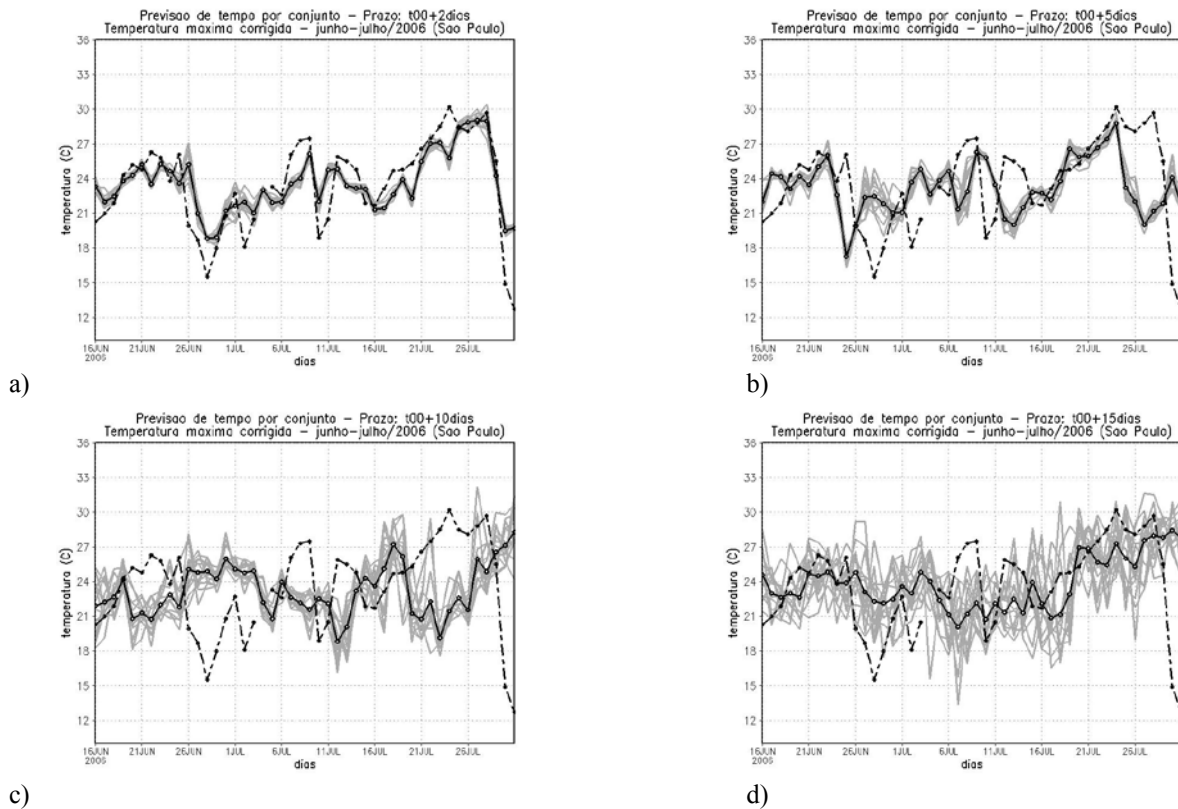 Previsao de tempo por conjunto – Prazo: t00+2dias
Temperatura maxima corrigida – junho–julho/2006 (Sao Paulo)
36
33
30
27
24
21
18
15
12
temperatura (C)
16JUN
2006
21JUN
26JUN
1JUL
6JUL
11JUL
16JUL
21JUL
26JUL
dias
a)
Previsao de tempo por conjunto – Prazo: t00+5dias
Temperatura maxima corrigida – junho–julho/2006 (Sao Paulo)
36
33
30
27
24
21
18
15
12
temperatura (C)
16JUN
2006
21JUN
26JUN
1JUL
6JUL
11JUL
16JUL
21JUL
26JUL
dias
b)
Previsao de tempo por conjunto – Prazo: t00+10dias
Temperatura maxima corrigida – junho–julho/2006 (Sao Paulo)
36
33
30
27
24
21
18
15
12
temperatura (C)
16JUN
2006
21JUN
26JUN
1JUL
6JUL
11JUL
16JUL
21JUL
26JUL
dias
c)
Previsao de tempo por conjunto – Prazo: t00+15dias
Temperatura maxima corrigida – junho–julho/2006 (Sao Paulo)
36
33
30
27
24
21
18
15
12
temperatura (C)
16JUN
2006
21JUN
26JUN
1JUL
6JUL
11JUL
16JUL
21JUL
26JUL
dias
d)